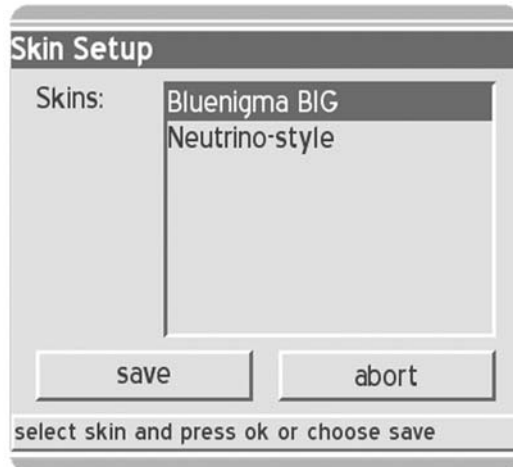 Skin Setup
Skins:
Bluenigma BIG
Neutrino-style
save
abort
select skin and press ok or choose save